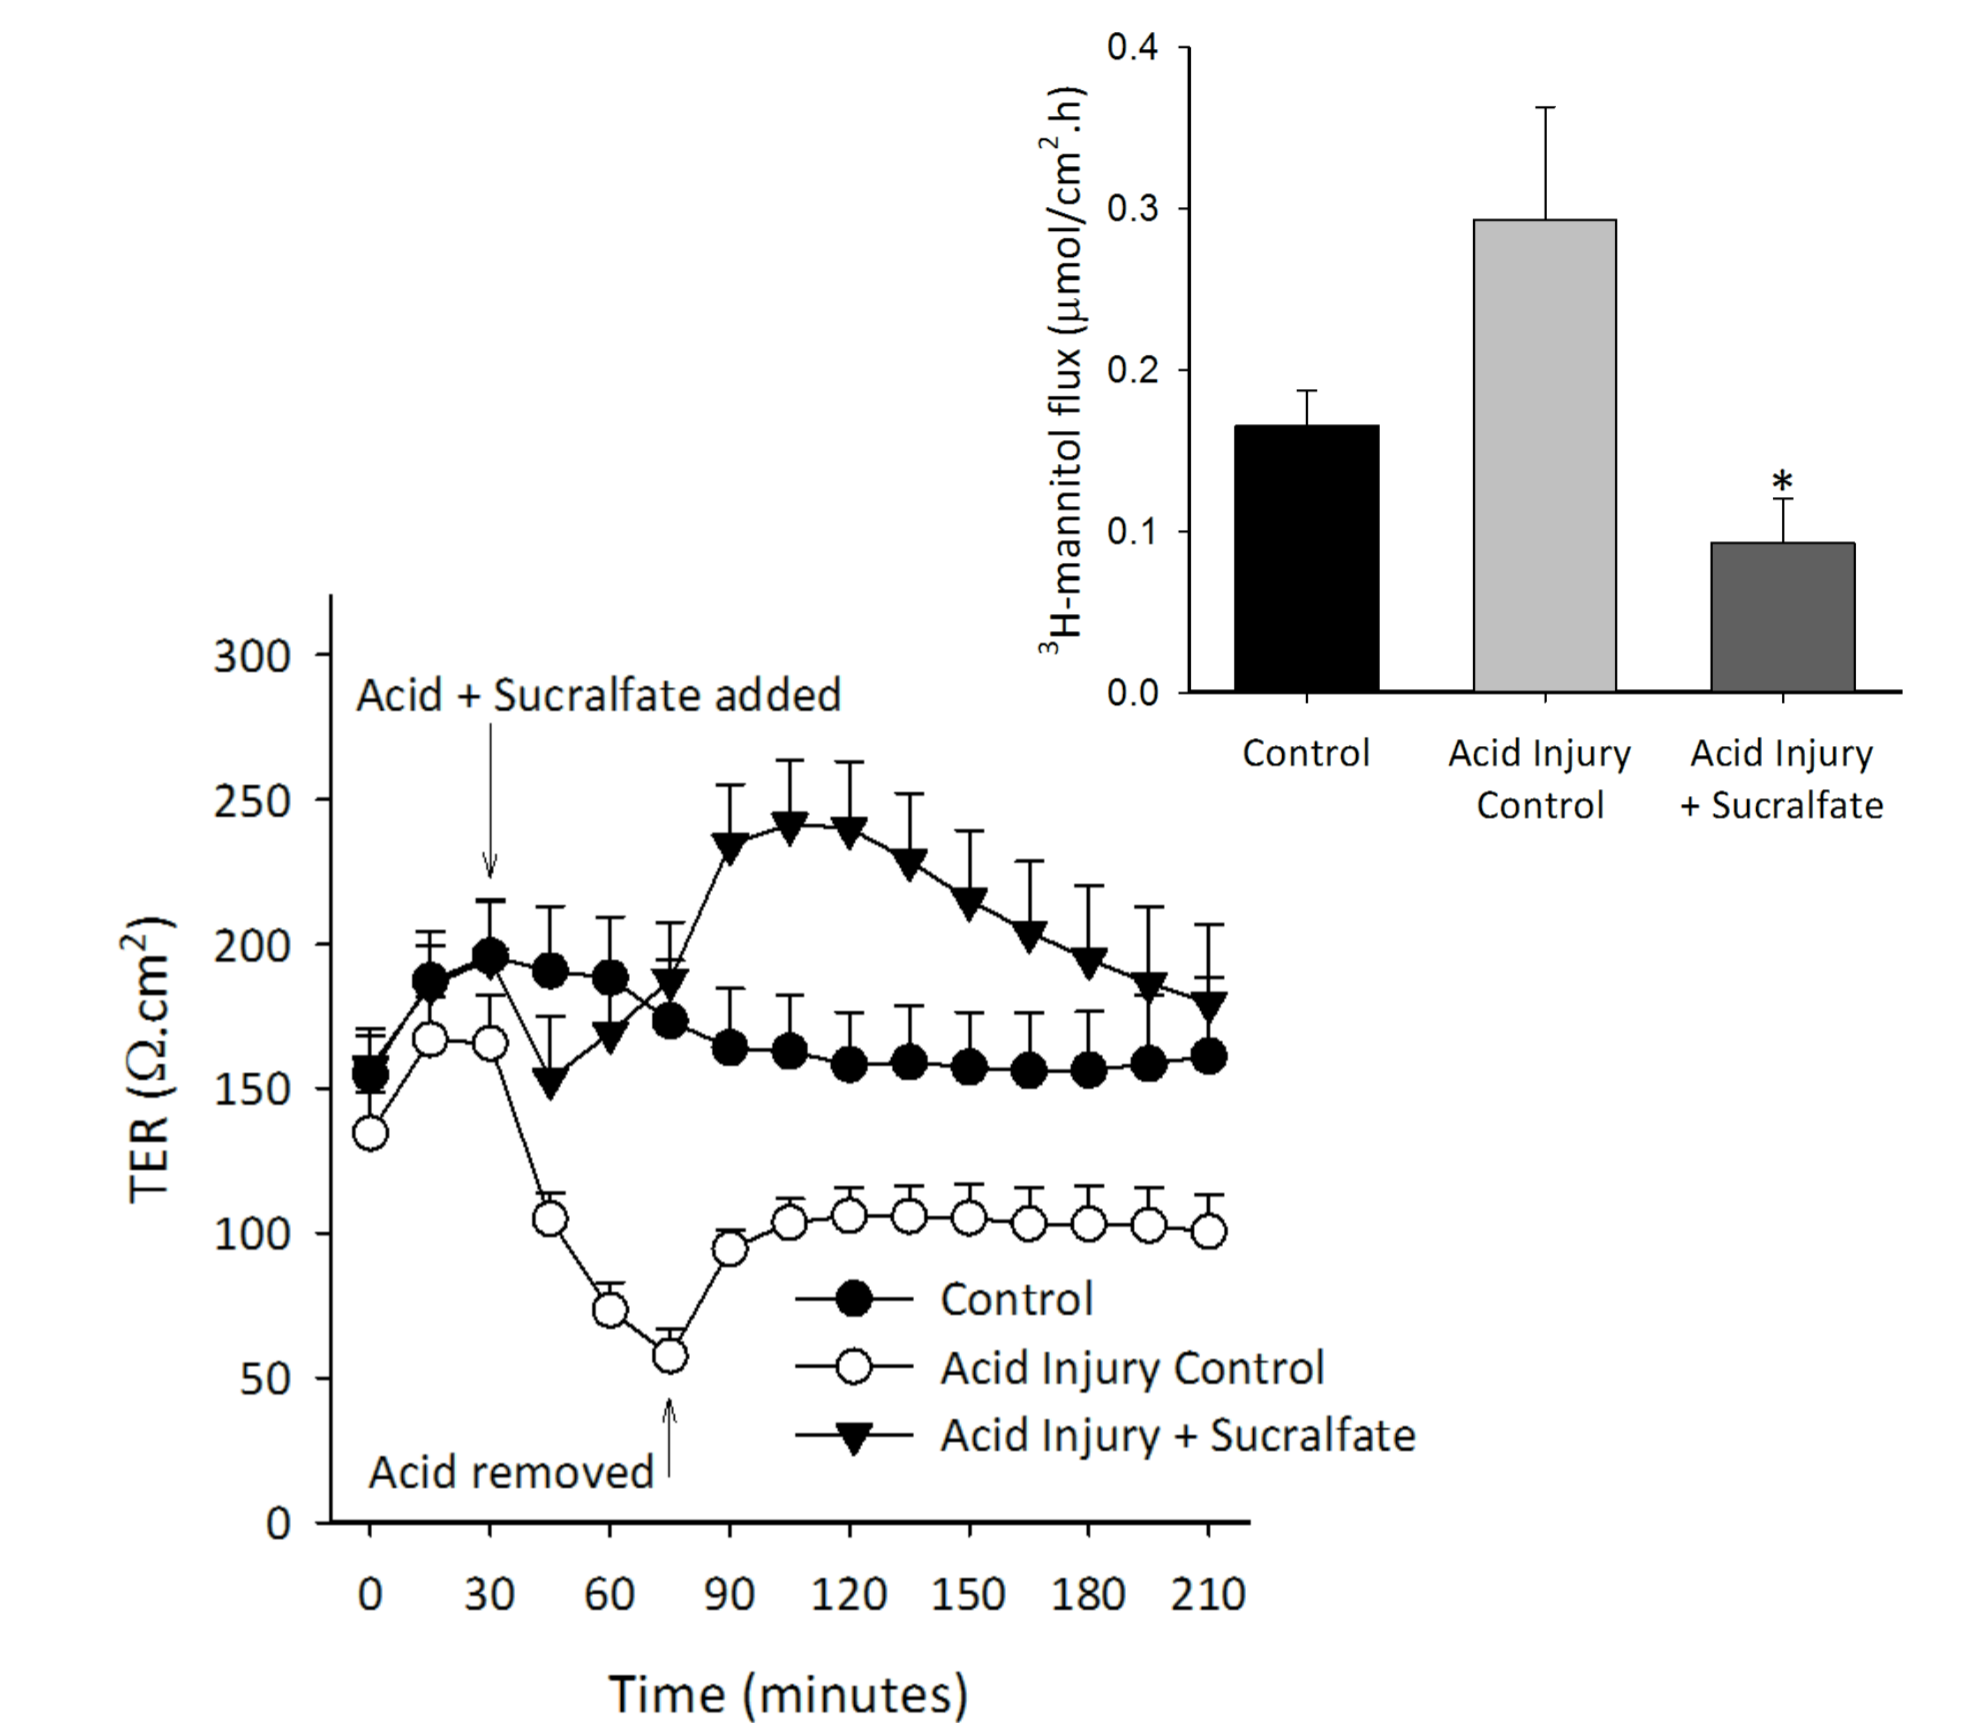 0.4
0.3
0.2
0.1
0.0
³H-mannitol flux (μmol/cm².h)
Control
Acid Injury
Control
Acid Injury
+ Sucralfate
*
300
250
200
150
100
50
0
TER (Ω.cm²)
Acid + Sucralfate added
Acid removed
Control
Acid Injury Control
Acid Injury + Sucralfate
0 30 60 90 120 150 180 210
Time (minutes)